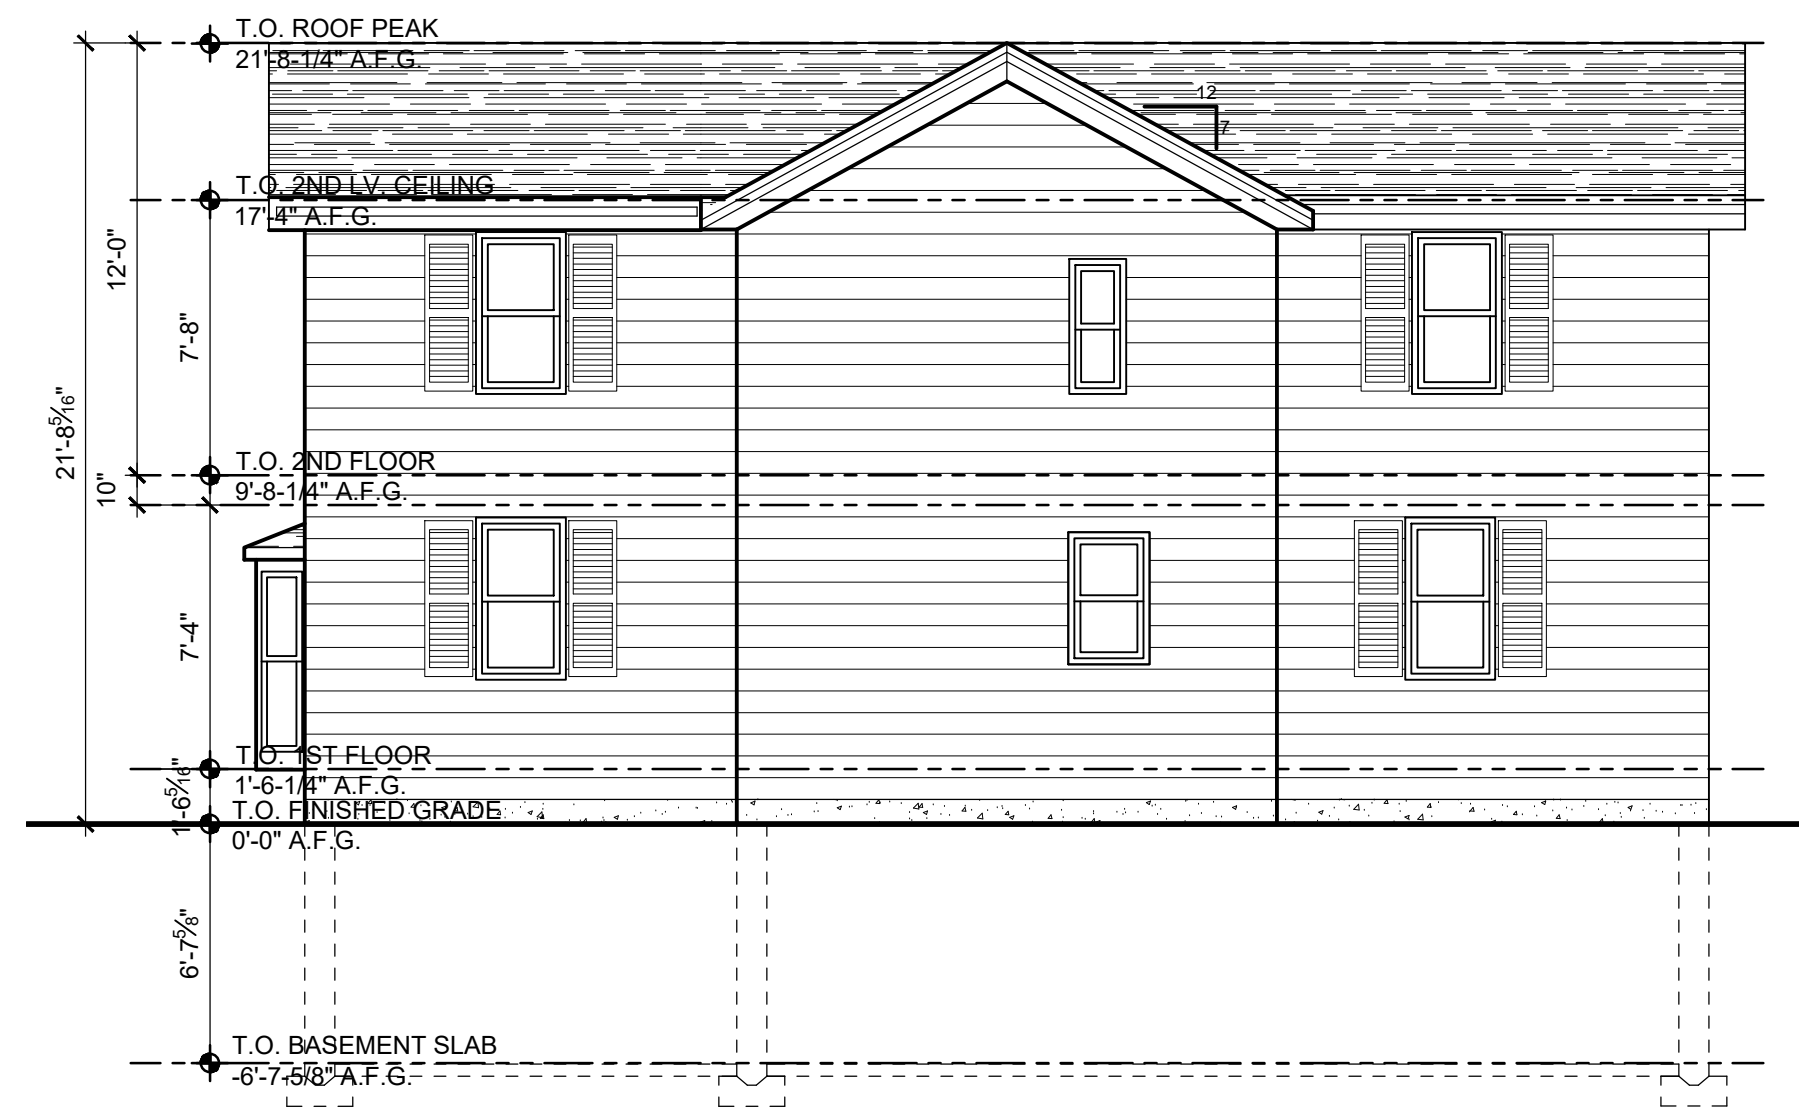 T.O. ROOF PEAK
21'-8-1/4" A.F.G.
12
7
T.O. 2ND LV. CEILING
17'-4" A.F.G.
12'-0"
7'-8"
21'-8 5/16"
10"
T.O. 2ND FLOOR
9'-8-1/4" A.F.G.
7'-4"
T.O. 1ST FLOOR
1'-6-1/4" A.F.G.
1'-6 5/16"
T.O. FINISHED GRADE
0'-0" A.F.G.
6'-7 5/8"
T.O. BASEMENT SLAB
-6'-7-5/8" A.F.G.